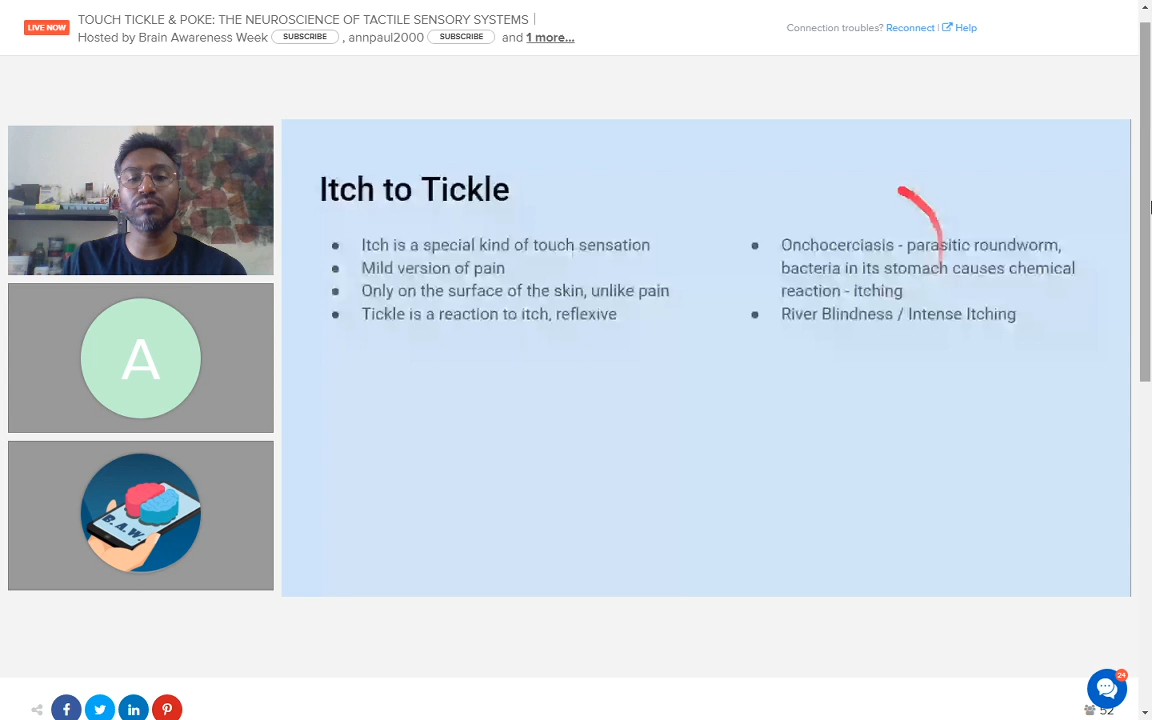 LIVE NOW
TOUCH TICKLE & POKE: THE NEUROSCIENCE OF TACTILE SENSORY SYSTEMS |
Hosted by Brain Awareness Week SUBSCRIBE , annpaul2000 SUBSCRIBE and 1 more...
Connection troubles? Reconnect | Help
A
B.A.W.
Itch to Tickle
• Itch is a special kind of touch sensation
• Mild version of pain
• Only on the surface of the skin, unlike pain
• Tickle is a reaction to itch, reflexive
• Onchocerciasis - parasitic roundworm,
bacteria in its stomach causes chemical
reaction - itching
• River Blindness / Intense Itching
24
52